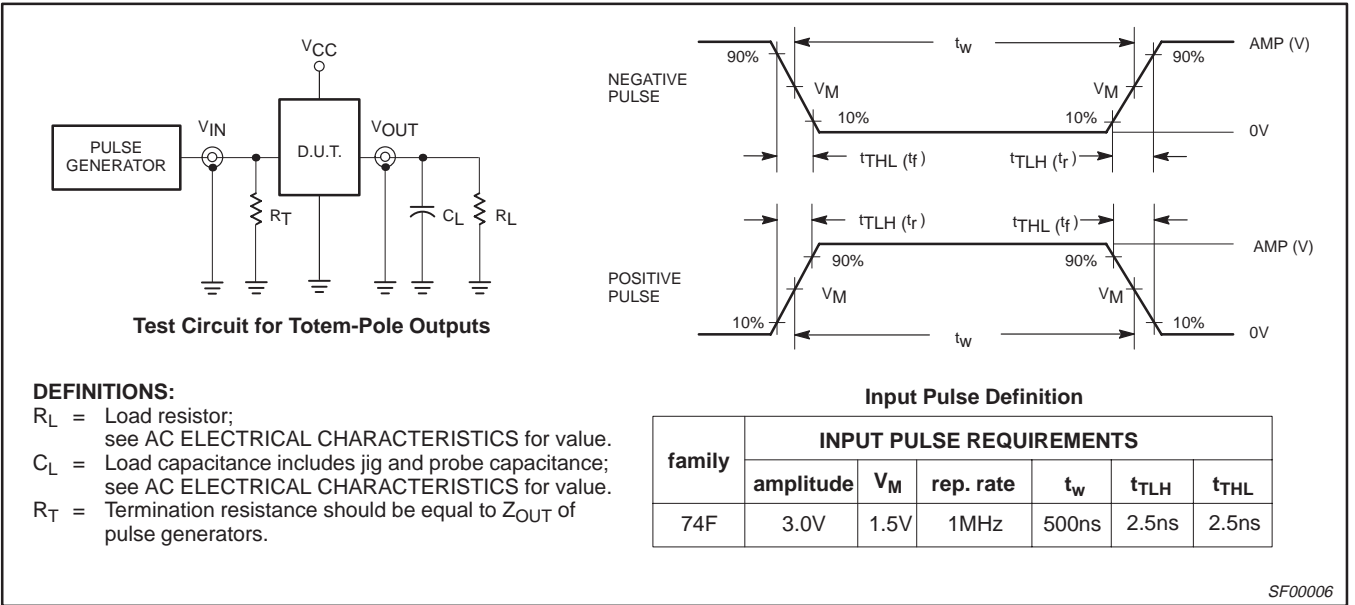 VCC
PULSE
GENERATOR
VIN
D.U.T.
VOUT
RT
CL
RL
Test Circuit for Totem-Pole Outputs
NEGATIVE
PULSE
90%
tw
90%
AMP (V)
VM
VM
10%
10%
0V
tTHL (tf)
tTLH (tr)
tTLH (tr)
tTHL (tf)
AMP (V)
POSITIVE
PULSE
90%
90%
VM
VM
10%
tw
10%
0V
DEFINITIONS:
RL = Load resistor;
see AC ELECTRICAL CHARACTERISTICS for value.
CL = Load capacitance includes jig and probe capacitance;
see AC ELECTRICAL CHARACTERISTICS for value.
RT = Termination resistance should be equal to ZOUT of
pulse generators.
Input Pulse Definition
family
INPUT PULSE REQUIREMENTS
amplitude VM rep. rate tw tTLH tTHL
74F 3.0V 1.5V 1MHz 500ns 2.5ns 2.5ns
SF00006